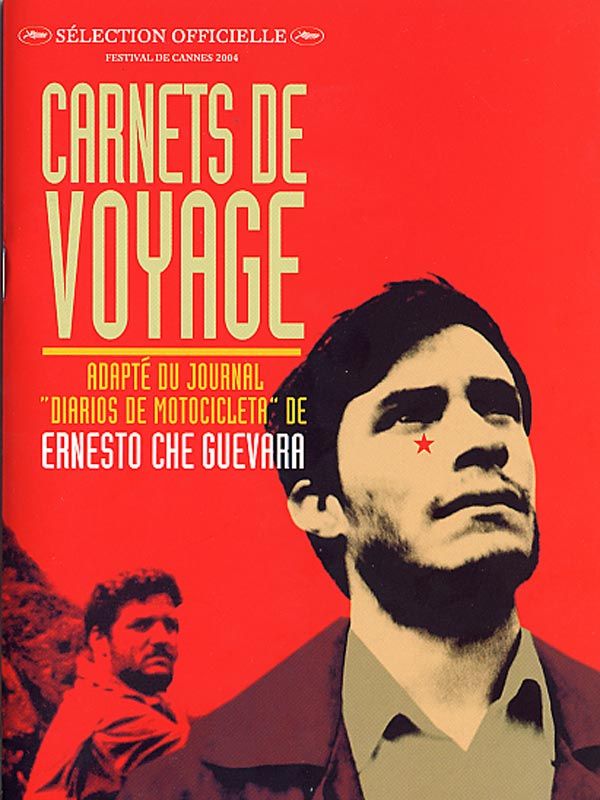 SÉLECTION OFFICIELLE
FESTIVAL DE CANNES 2004
CARNETS DE
VOYAGE
ADAPTÉ DU JOURNAL
"DIARIOS DE MOTOCICLETA" DE
ERNESTO CHE GUEVARA